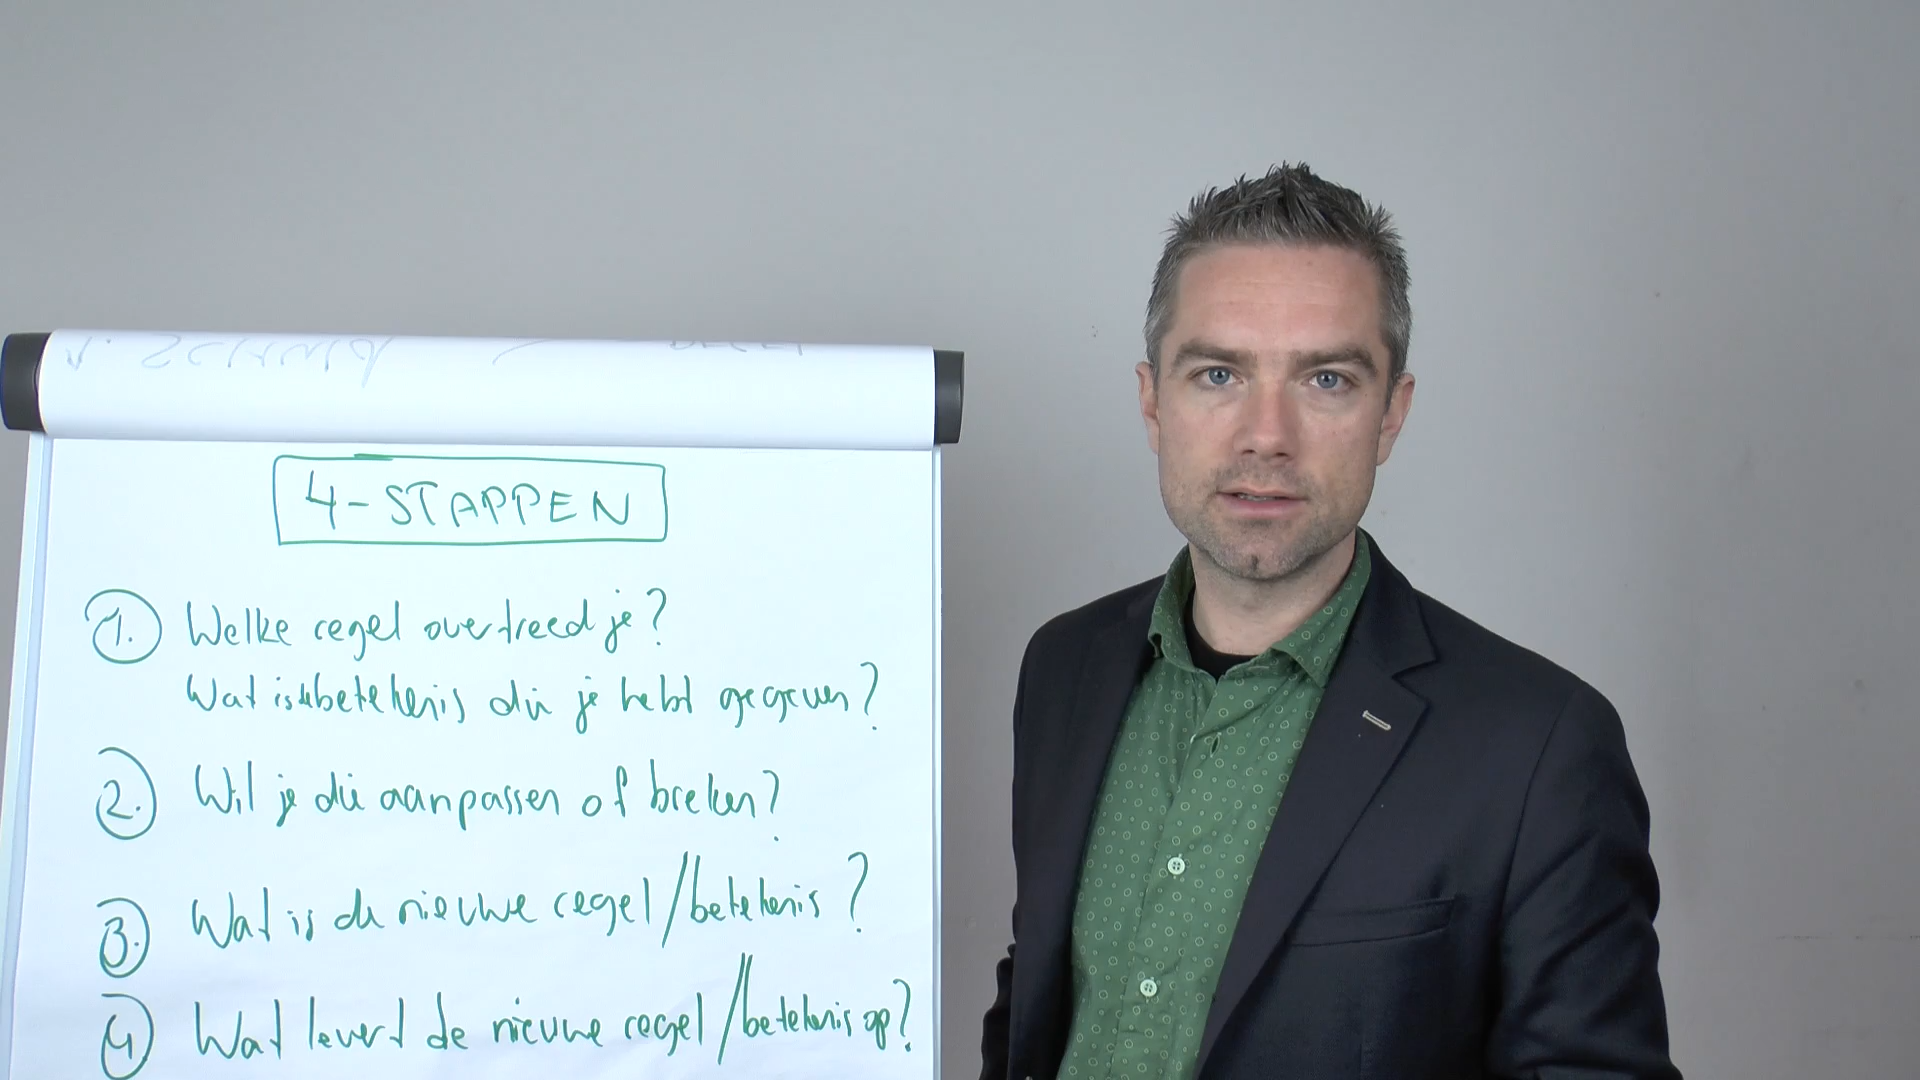 4-STAPPEN
1. Welke regel overtreed je?
Wat is de betekenis die je hebt gegeven?
2. Wil je die aanpassen of breken?
3. Wat is de nieuwe regel/betekenis?
4 Wat levert de nieuwe regel/betekenis op?